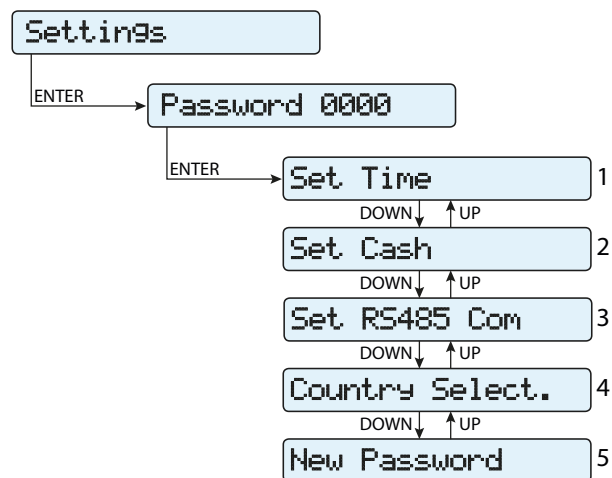 Settings
ENTER
Password 0000
ENTER
Set Time 1
DOWN UP
Set Cash 2
DOWN UP
Set RS485 Com 3
DOWN UP
Country Select. 4
DOWN UP
New Password 5